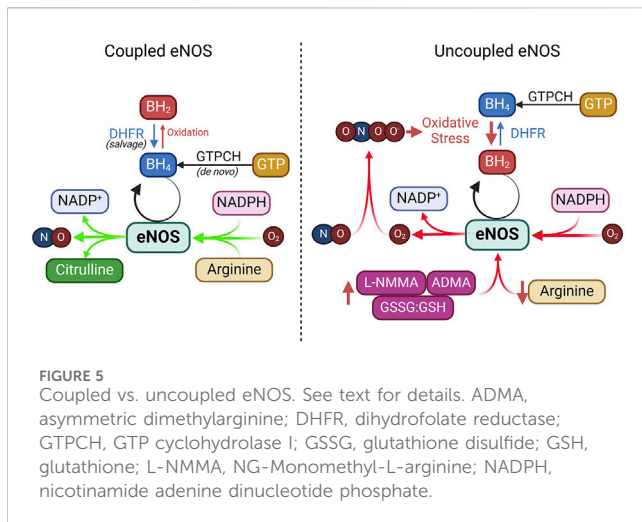 Coupled eNOS
BH₂
DHFR
(salvage)
Oxidation
BH₄
GTPCH
(de novo)
GTP
NADP⁺
NADPH
N O
eNOS
O₂
Citrulline
Arginine
Uncoupled eNOS
BH₄
GTPCH
GTP
O N O O⁻
Oxidative
Stress
DHFR
BH₂
NADP⁺
NADPH
N O
O₂
eNOS
O₂
L-NMMA
ADMA
GSSG:GSH
Arginine
FIGURE 5
Coupled vs. uncoupled eNOS. See text for details. ADMA,
asymmetric dimethylarginine; DHFR, dihydrofolate reductase;
GTPCH, GTP cyclohydrolase I; GSSG, glutathione disulfide; GSH,
glutathione; L-NMMA, NG-Monomethyl-L-arginine; NADPH,
nicotinamide adenine dinucleotide phosphate.